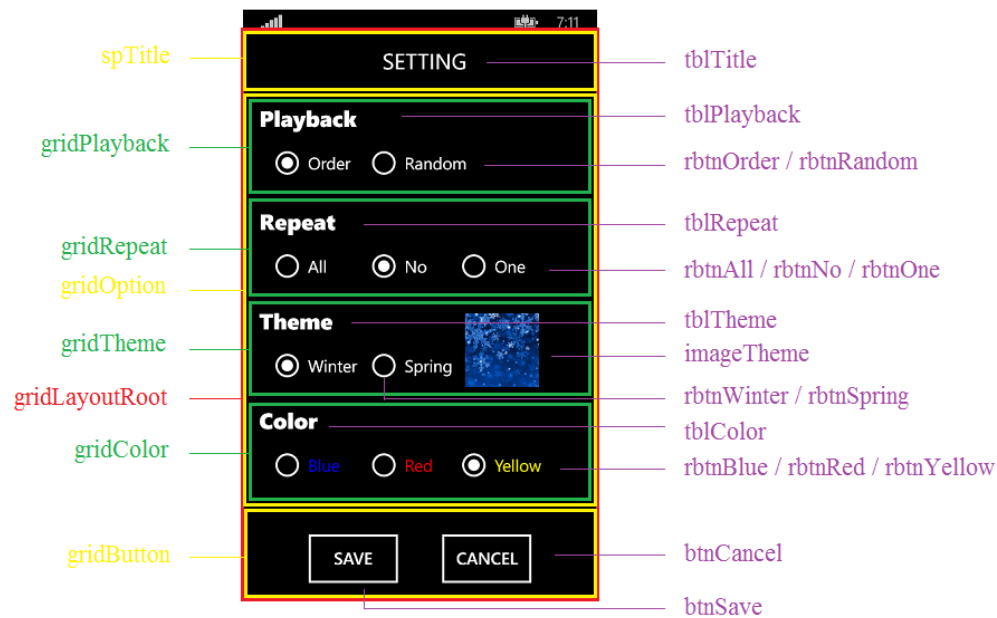 7:11
spTitle
SETTING
tblTitle
Playback
tblPlayback
gridPlayback
Order
Random
rbtnOrder / rbtnRandom
Repeat
tblRepeat
gridRepeat
All
No
One
rbtnAll / rbtnNo / rbtnOne
gridOption
Theme
tblTheme
gridTheme
imageTheme
Winter
Spring
rbtnWinter / rbtnSpring
gridLayoutRoot
Color
tblColor
gridColor
Blue
Red
Yellow
rbtnBlue / rbtnRed / rbtnYellow
gridButton
SAVE
CANCEL
btnCancel
btnSave